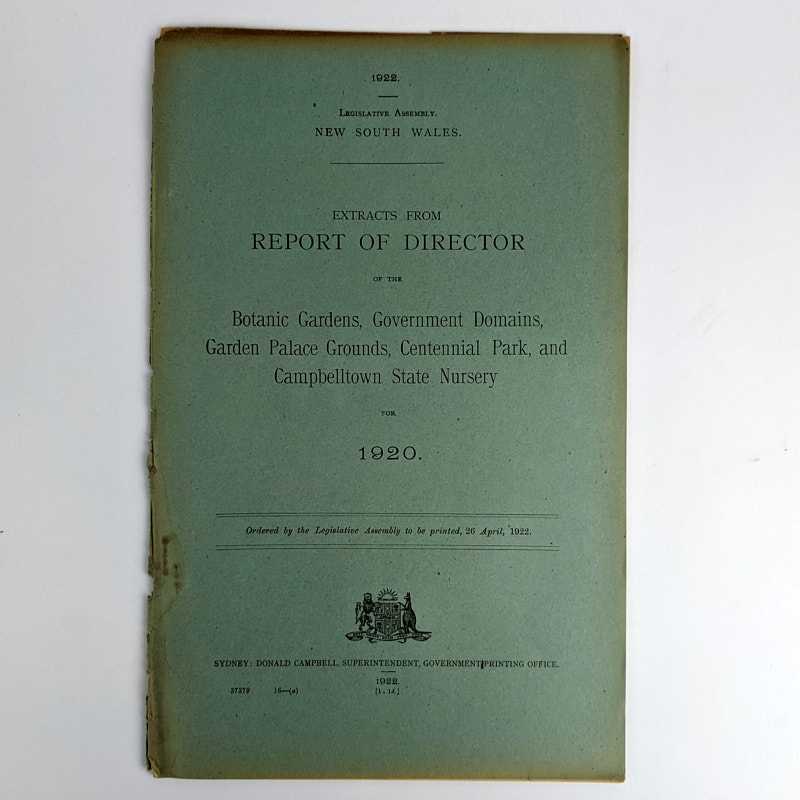 1922.
LEGISLATIVE ASSEMBLY.
NEW SOUTH WALES.
EXTRACTS FROM
REPORT OF DIRECTOR
OF THE
Botanic Gardens, Government Domains,
Garden Palace Grounds, Centennial Park, and
Campbelltown State Nursery
FOR
1920.
Ordered by the Legislative Assembly to be printed, 26 April, 1922.
SYDNEY: DONALD CAMPBELL, SUPERINTENDENT, GOVERNMENT PRINTING OFFICE.
1922.
37379 16—(a)